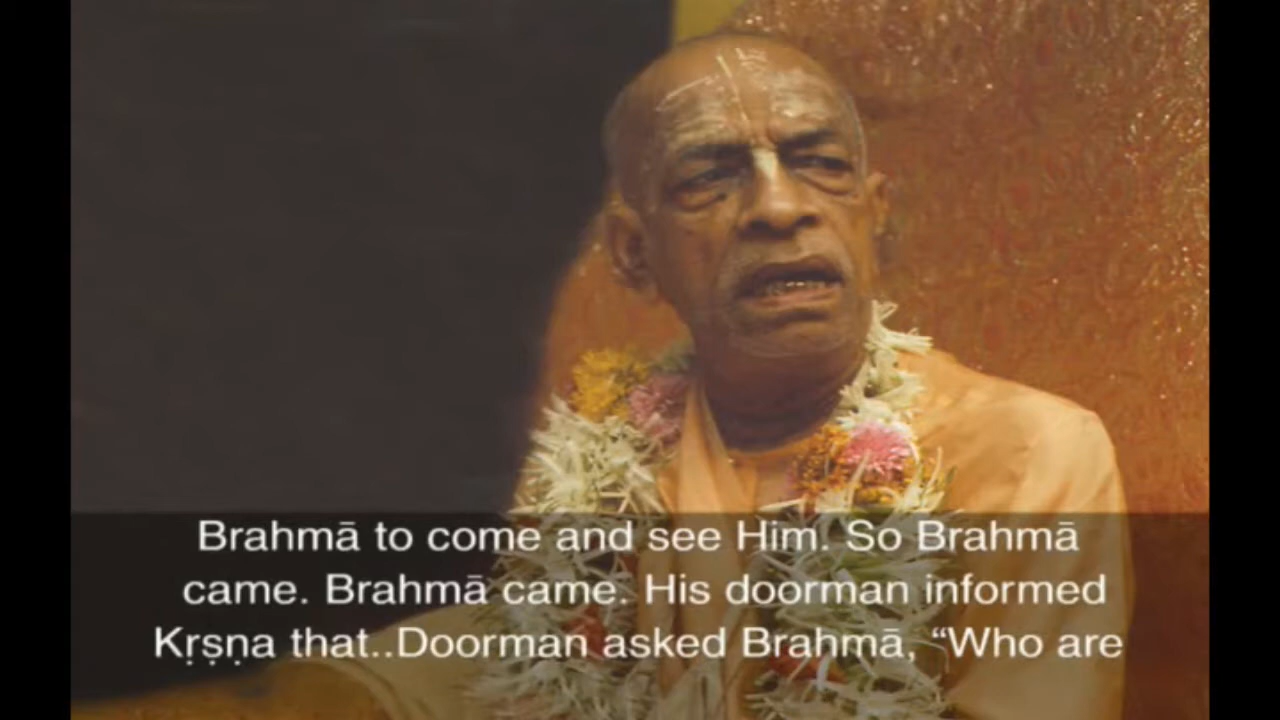 Brahmā to come and see Him. So Brahmā
came. Brahmā came. His doorman informed
Kṛṣṇa that..Doorman asked Brahmā, “Who are